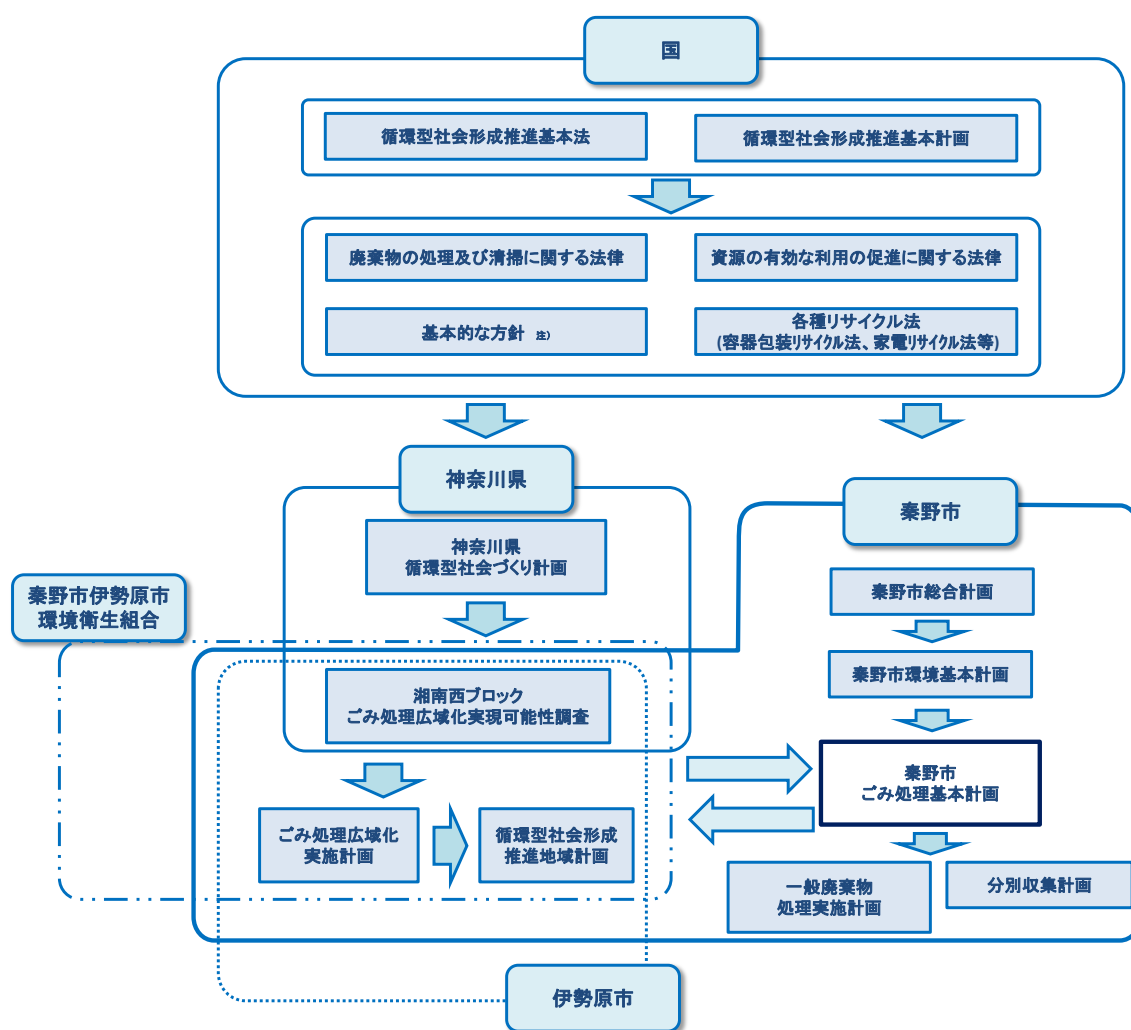 国
循環型社会形成推進基本法
循環型社会形成推進基本計画
廃棄物の処理及び清掃に関する法律
資源の有効な利用の促進に関する法律
基本的な方針 注)
各種リサイクル法
(容器包装リサイクル法、家電リサイクル法等)
神奈川県
神奈川県
循環型社会づくり計画
秦野市
秦野市伊勢原市
環境衛生組合
秦野市総合計画
秦野市環境基本計画
湘南西ブロック
ごみ処理広域化実現可能性調査
秦野市
ごみ処理基本計画
ごみ処理広域化
実施計画
循環型社会形成
推進地域計画
一般廃棄物
処理実施計画
分別収集計画
伊勢原市